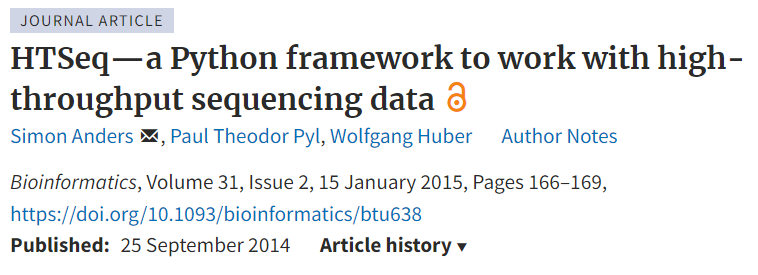 JOURNAL ARTICLE
HTSeq—a Python framework to work with high-
throughput sequencing data
Simon Anders, Paul Theodor Pyl, Wolfgang Huber Author Notes
Bioinformatics, Volume 31, Issue 2, 15 January 2015, Pages 166–169,
https://doi.org/10.1093/bioinformatics/btu638
Published: 25 September 2014 Article history ▾